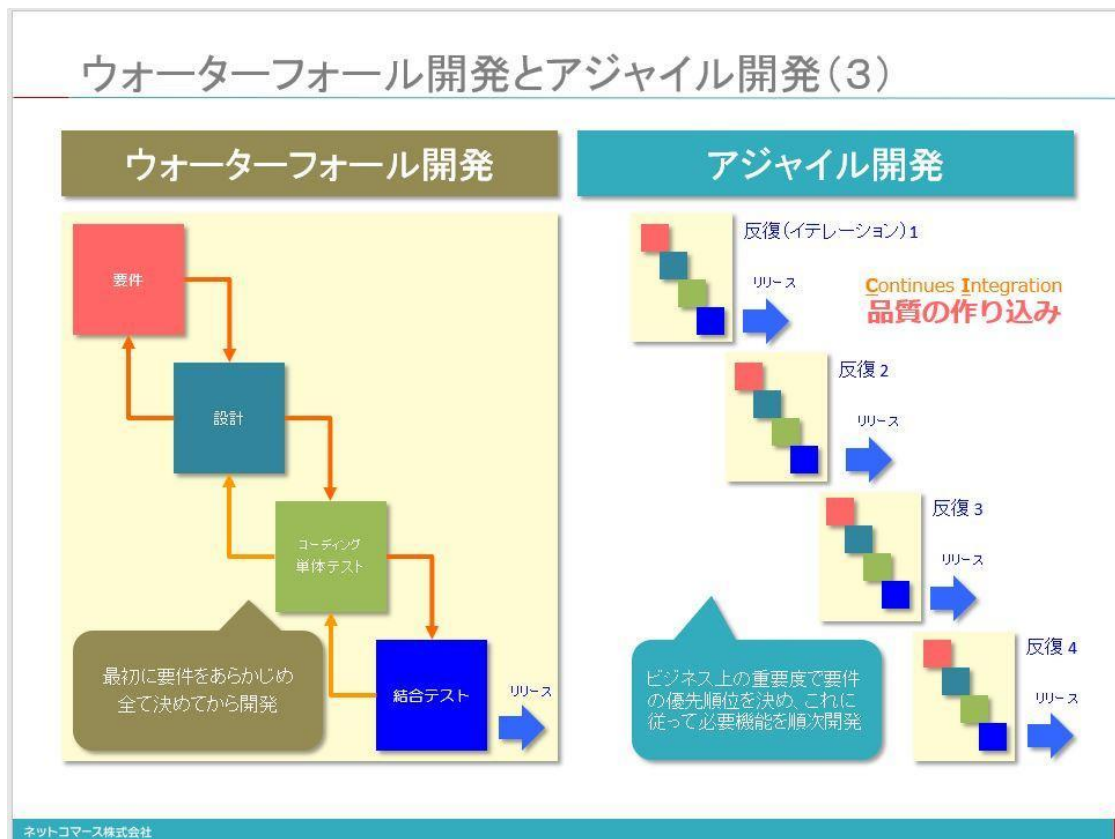 ウォーターフォール開発とアジャイル開発(3)
ウォーターフォール開発
要件
設計
コーディング
単体テスト
結合テスト
リリース
最初に要件をあらかじめ
全て決めてから開発
アジャイル開発
反復(イテレーション)1
リリース
Continues Integration
品質の作り込み
反復 2
リリース
反復 3
リリース
反復 4
リリース
ビジネス上の重要度で要件
の優先順位を決め、これに
従って必要機能を順次開発
ネットコマース株式会社